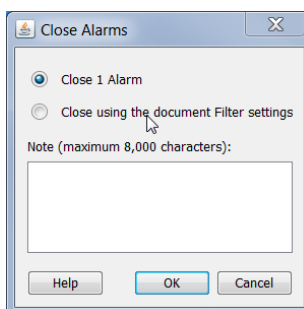 Close Alarms
Close 1 Alarm
Close using the document Filter settings
Note (maximum 8,000 characters):
Help OK Cancel